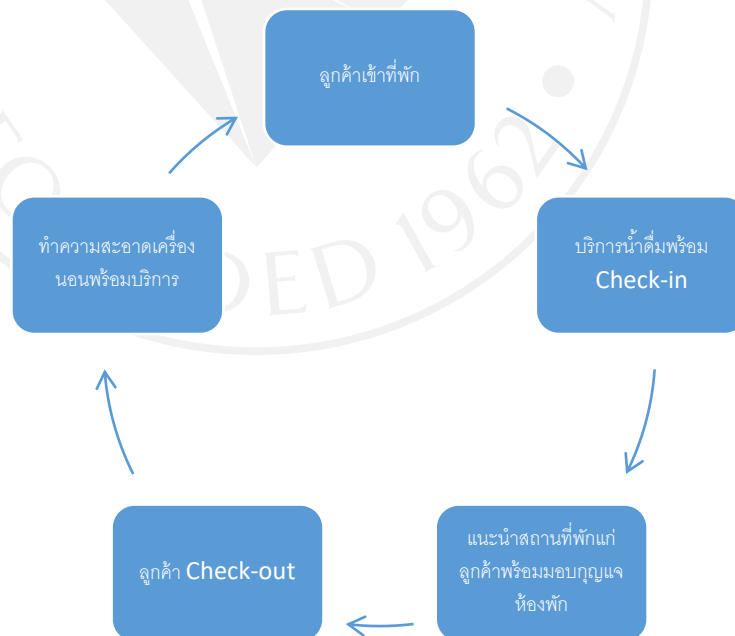 ลูกค้าเข้าที่พัก
บริการน้ำดื่มพร้อม
Check-in
แนะนำสถานที่พักแก่
ลูกค้าพร้อมมอบกุญแจ
ห้องพัก
ลูกค้า Check-out
ทำความสะอาดเครื่อง
นอนพร้อมบริการ
DED 1962 •